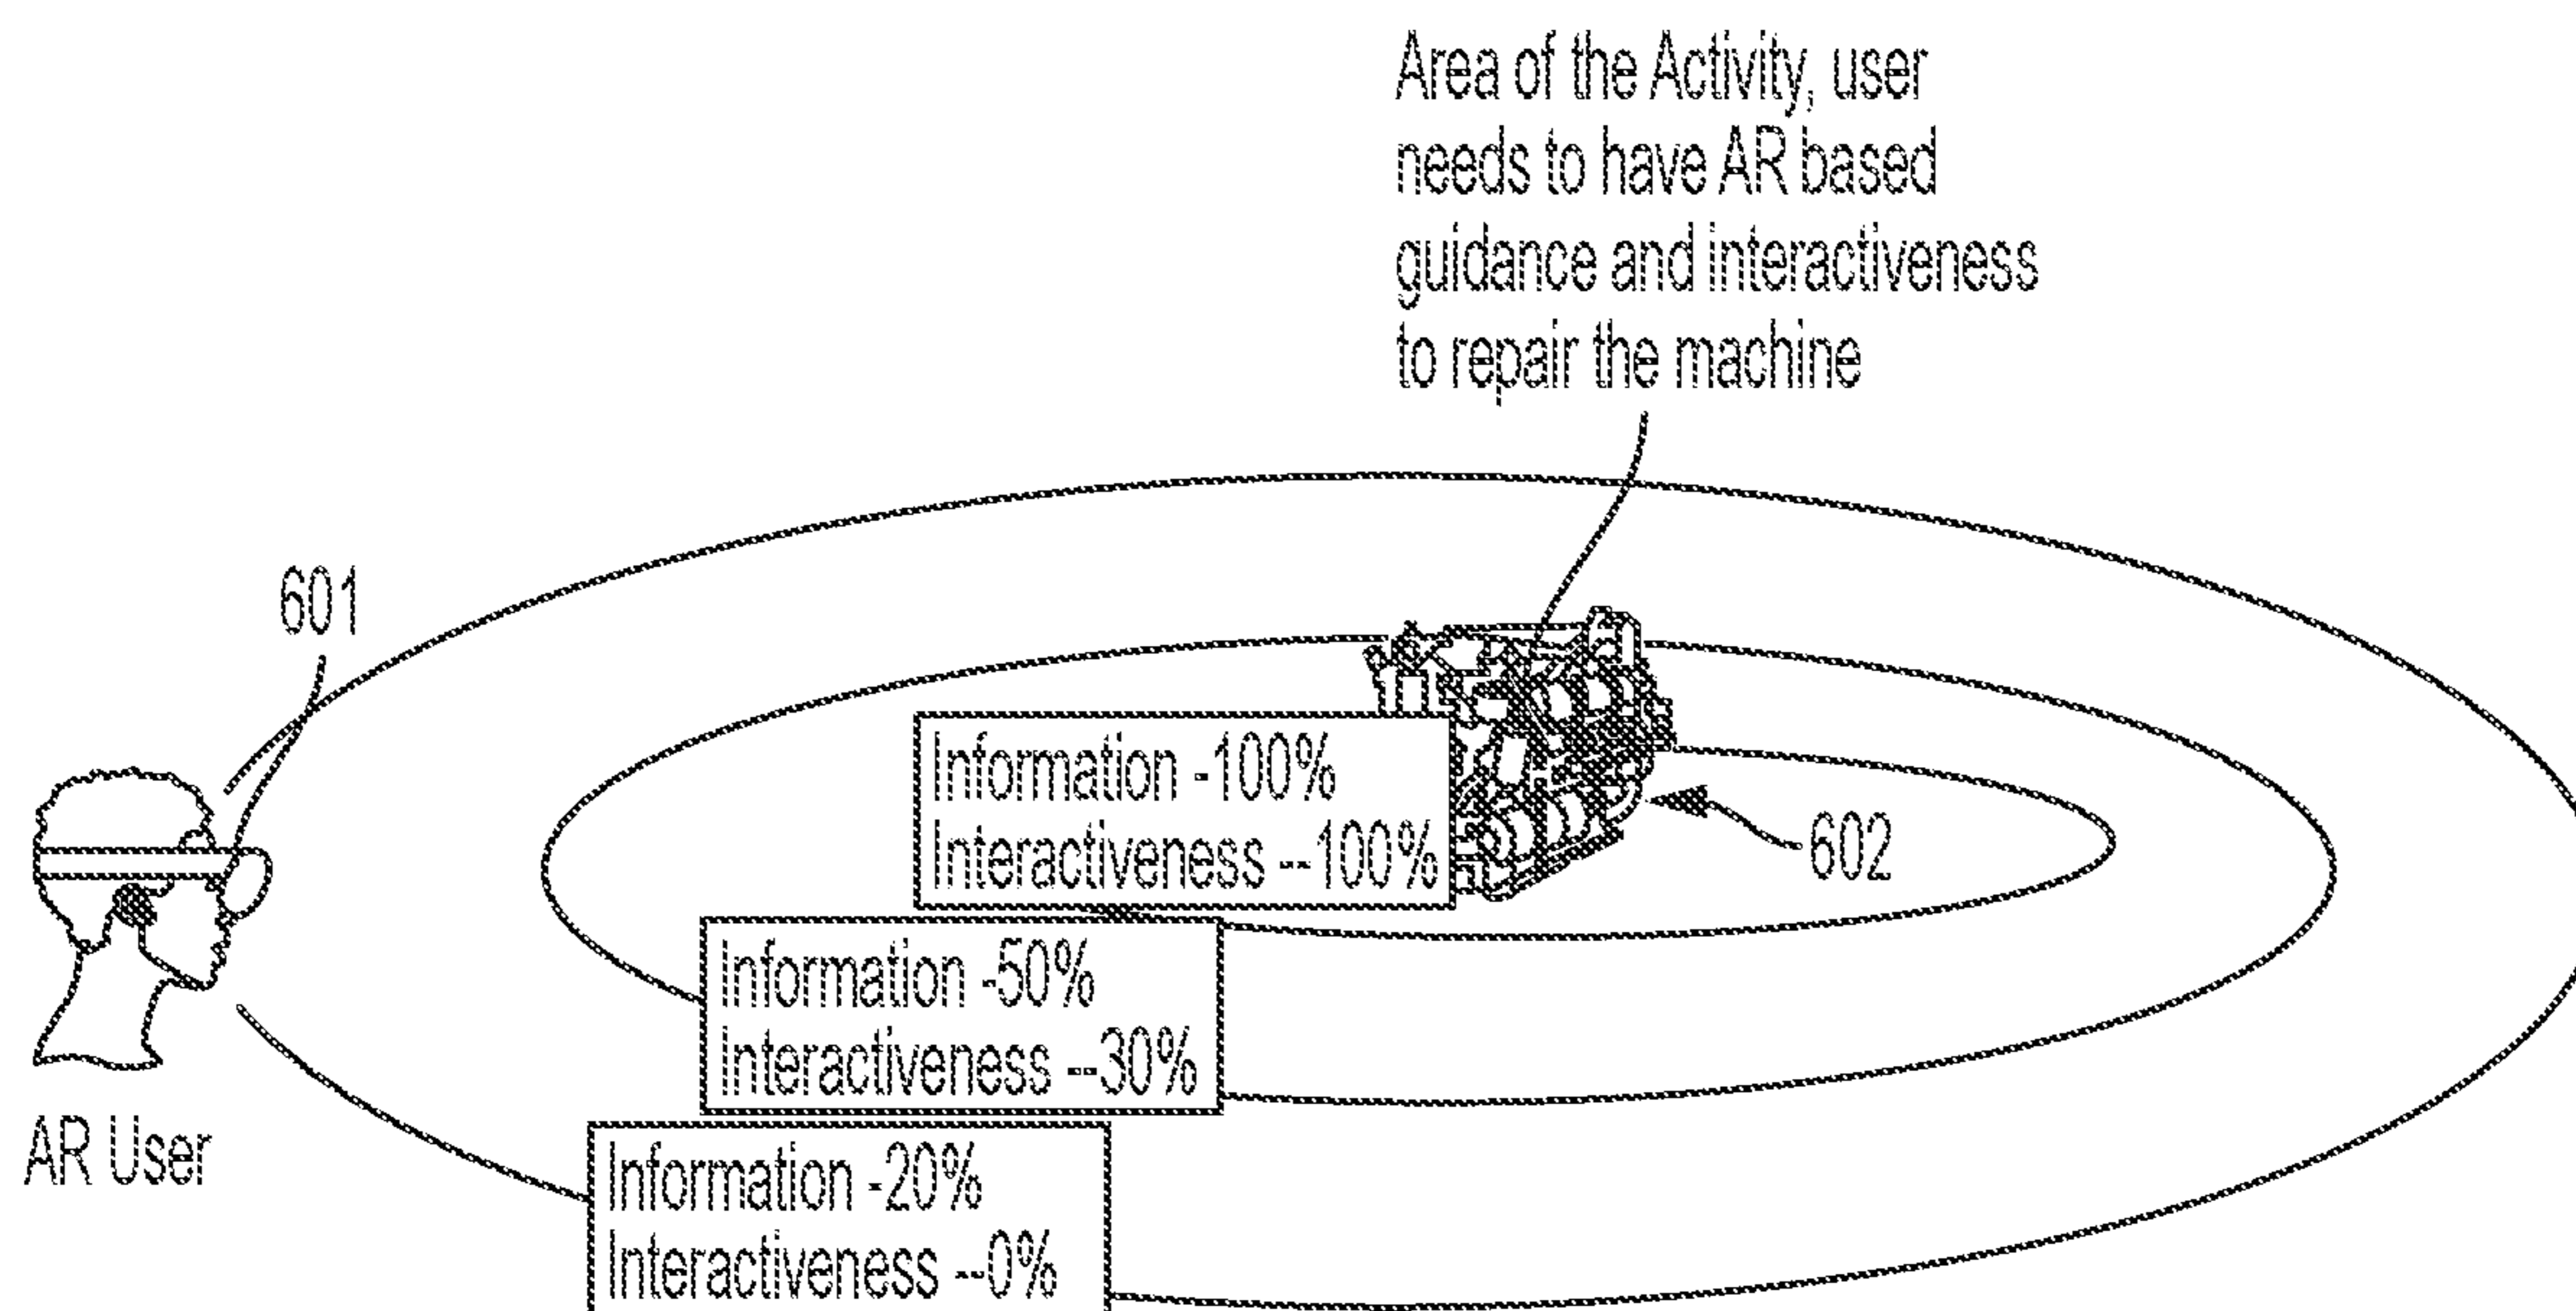 Area of the Activity, user
needs to have AR based
guidance and interactiveness
to repair the machine
601
Information -100%
Interactiveness --100%
602
Information -50%
Interactiveness --30%
AR User
Information -20%
Interactiveness --0%